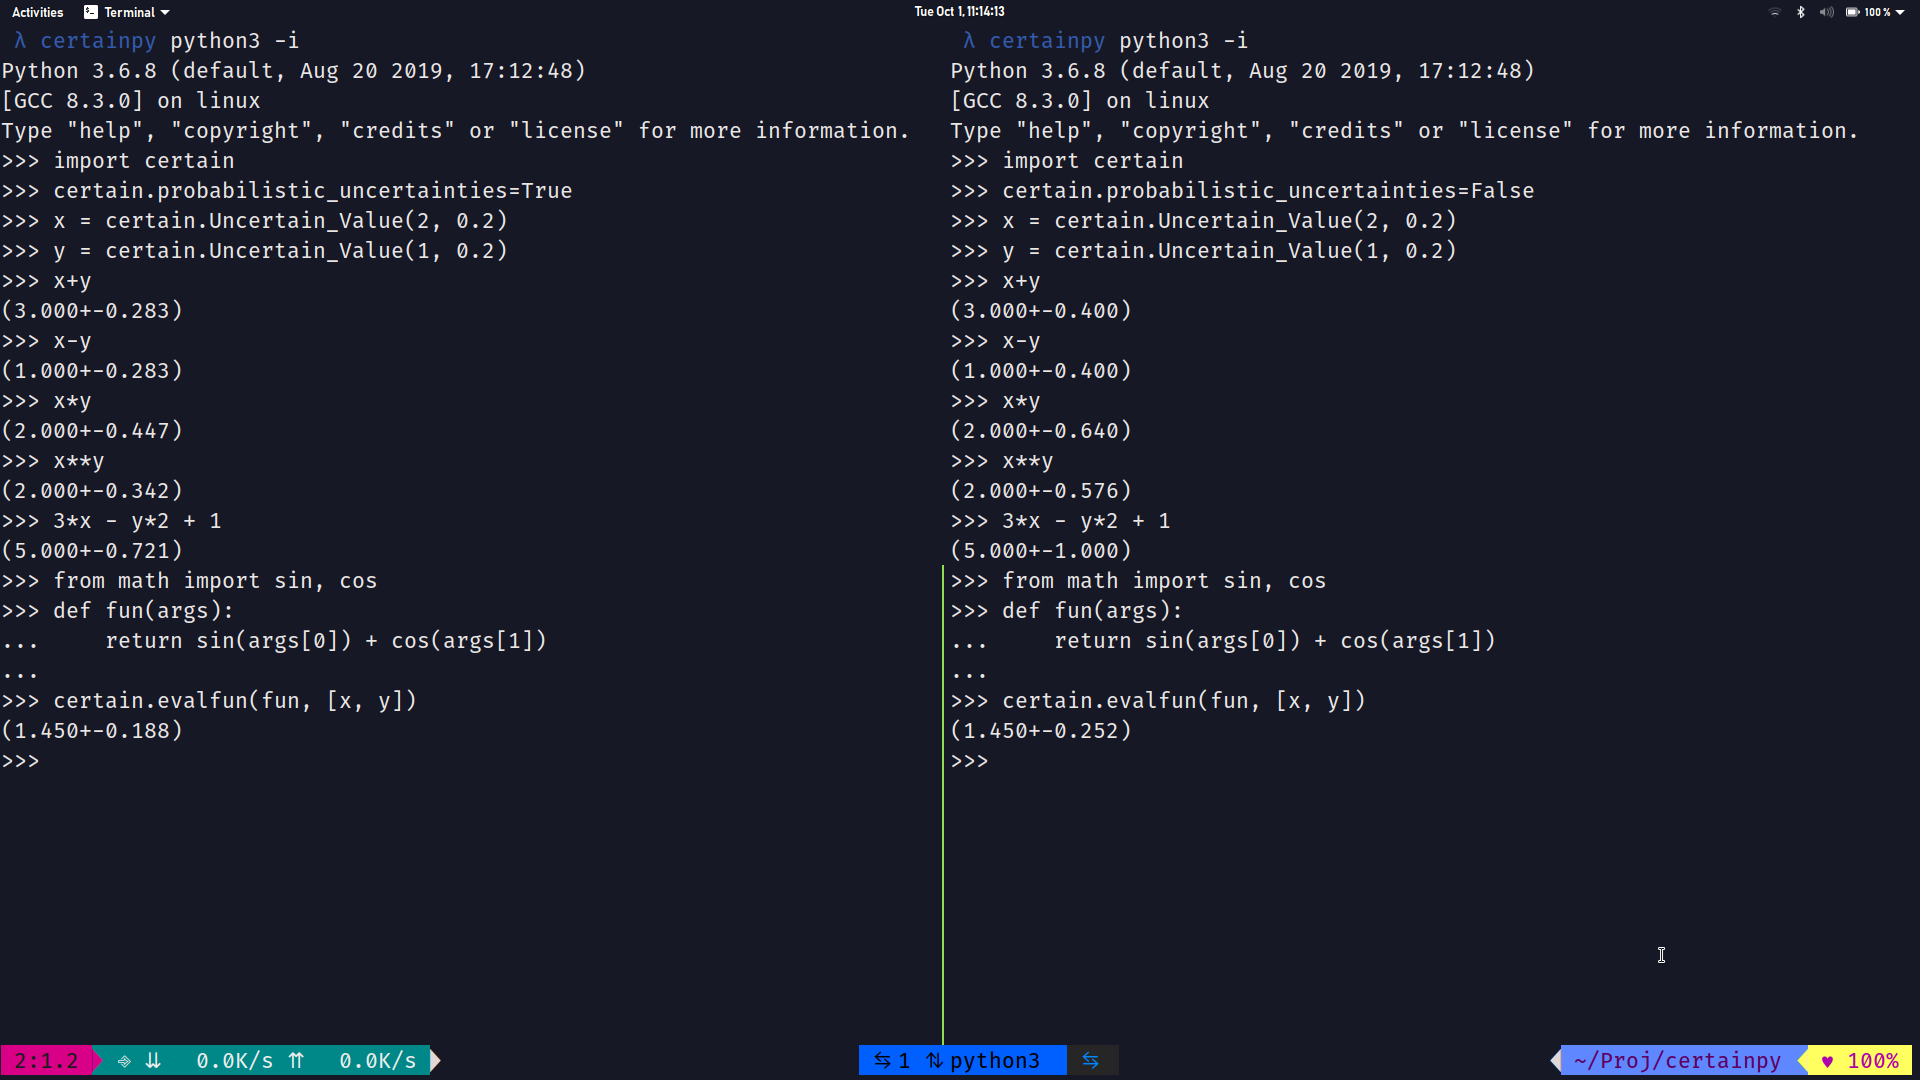 Activities Terminal Tue Oct 1, 11:14:13 100 %
λ certainpy python3 -i
Python 3.6.8 (default, Aug 20 2019, 17:12:48)
[GCC 8.3.0] on linux
Type "help", "copyright", "credits" or "license" for more information.
>>> import certain
>>> certain.probabilistic_uncertainties=True
>>> x = certain.Uncertain_Value(2, 0.2)
>>> y = certain.Uncertain_Value(1, 0.2)
>>> x+y
(3.000+-0.283)
>>> x-y
(1.000+-0.283)
>>> x*y
(2.000+-0.447)
>>> x**y
(2.000+-0.342)
>>> 3*x - y*2 + 1
(5.000+-0.721)
>>> from math import sin, cos
>>> def fun(args):
...     return sin(args[0]) + cos(args[1])
...
>>> certain.evalfun(fun, [x, y])
(1.450+-0.188)
>>>
λ certainpy python3 -i
Python 3.6.8 (default, Aug 20 2019, 17:12:48)
[GCC 8.3.0] on linux
Type "help", "copyright", "credits" or "license" for more information.
>>> import certain
>>> certain.probabilistic_uncertainties=False
>>> x = certain.Uncertain_Value(2, 0.2)
>>> y = certain.Uncertain_Value(1, 0.2)
>>> x+y
(3.000+-0.400)
>>> x-y
(1.000+-0.400)
>>> x*y
(2.000+-0.640)
>>> x**y
(2.000+-0.576)
>>> 3*x - y*2 + 1
(5.000+-1.000)
>>> from math import sin, cos
>>> def fun(args):
...     return sin(args[0]) + cos(args[1])
...
>>> certain.evalfun(fun, [x, y])
(1.450+-0.252)
>>>
2:1.2 ⇊ 0.0K/s ⇈ 0.0K/s ⇆ 1 ⇅ python3 ⇆ ~/Proj/certainpy ♥ 100%